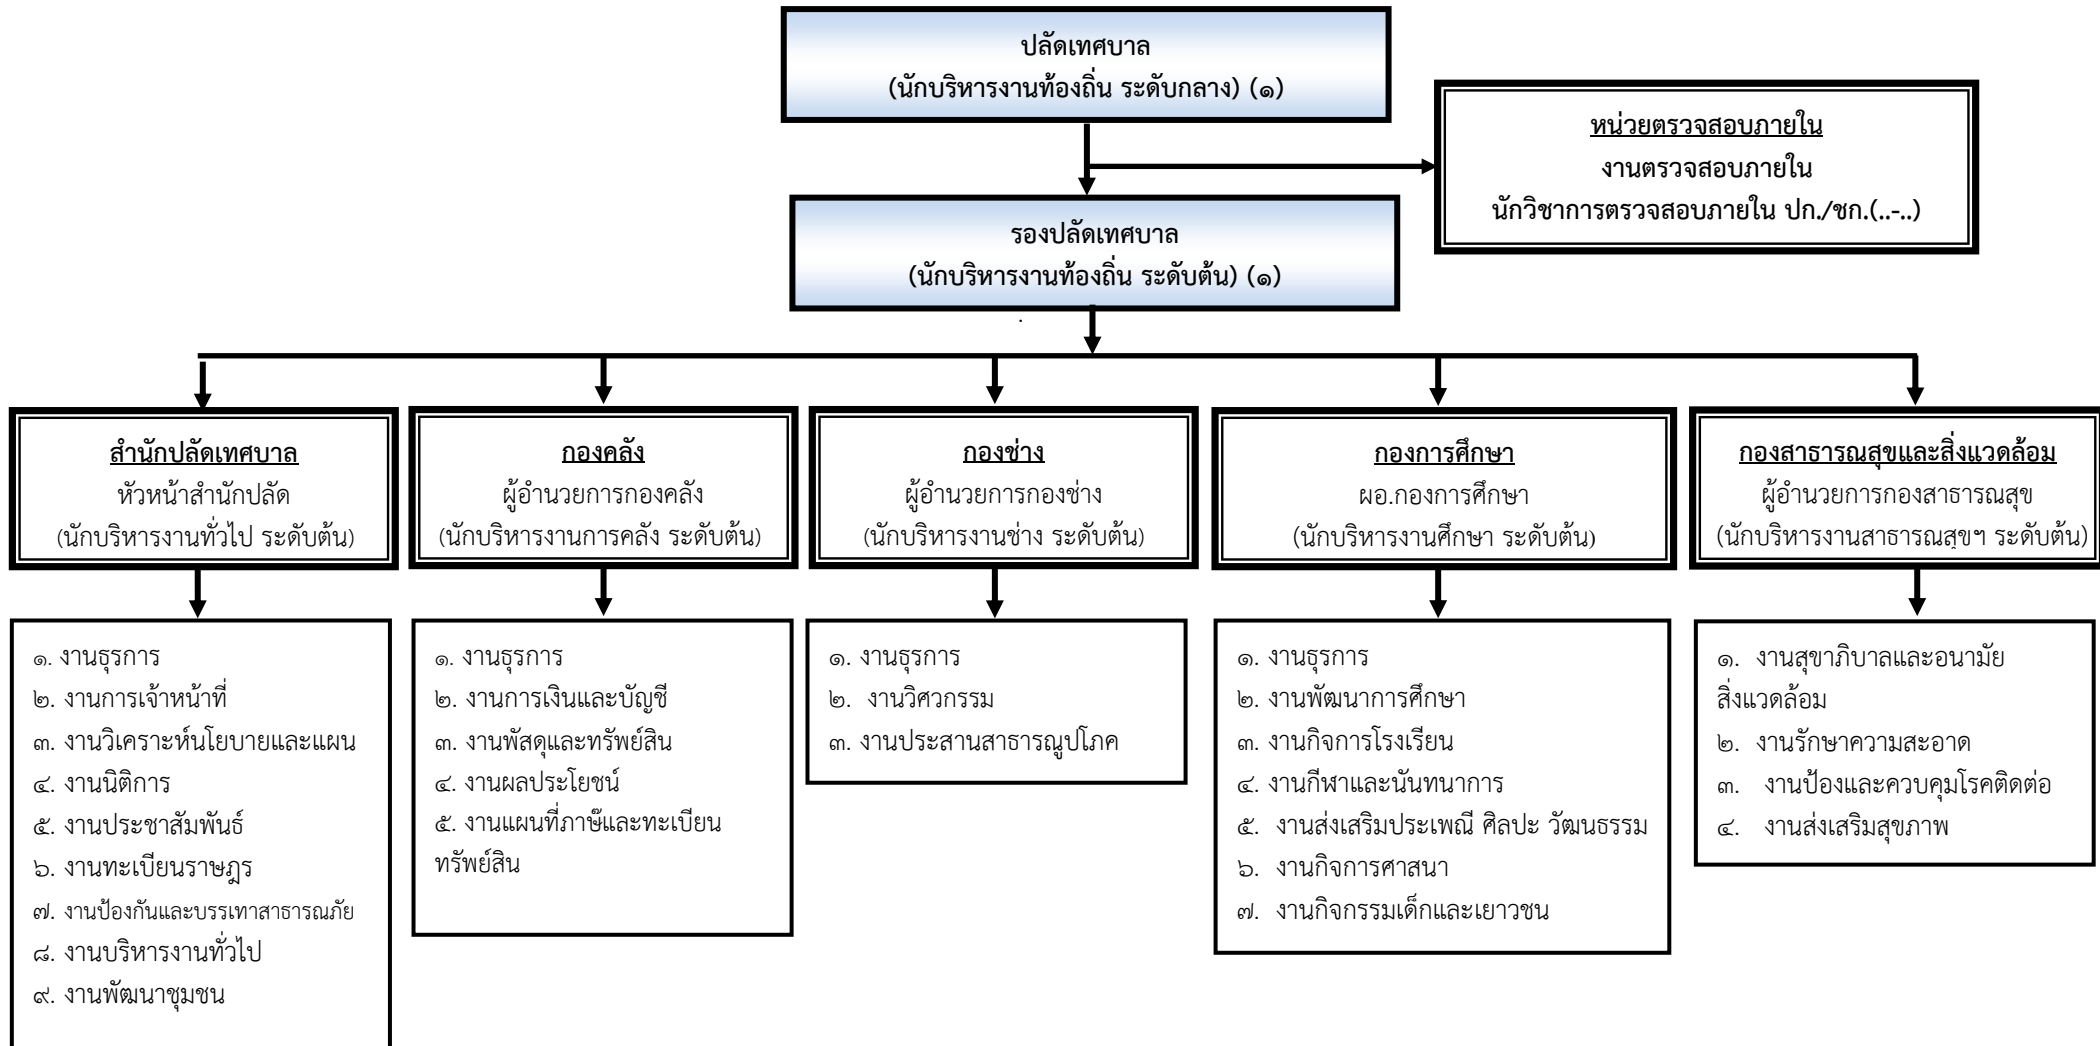 ปลัดเทศบาล
(นักบริหารงานท้องถิ่น ระดับกลาง) (๑)
หน่วยตรวจสอบภายใน
งานตรวจสอบภายใน
นักวิชาการตรวจสอบภายใน ปก./ชก.(..-..)
รองปลัดเทศบาล
(นักบริหารงานท้องถิ่น ระดับต้น) (๑)
สำนักปลัดเทศบาล
หัวหน้าสำนักปลัด
(นักบริหารงานทั่วไป ระดับต้น)
กองคลัง
ผู้อำนวยการกองคลัง
(นักบริหารงานการคลัง ระดับต้น)
กองช่าง
ผู้อำนวยการกองช่าง
(นักบริหารงานช่าง ระดับต้น)
กองการศึกษา
ผอ.กองการศึกษา
(นักบริหารงานศึกษา ระดับต้น)
กองสาธารณสุขและสิ่งแวดล้อม
ผู้อำนวยการกองสาธารณสุข
(นักบริหารงานสาธารณสุขฯ ระดับต้น)
๑. งานธุรการ
๒. งานการเจ้าหน้าที่
๓. งานวิเคราะห์นโยบายและแผน
๔. งานนิติการ
๕. งานประชาสัมพันธ์
๖. งานทะเบียนราษฎร
๗. งานป้องกันและบรรเทาสาธารณภัย
๘. งานบริหารงานทั่วไป
๙. งานพัฒนาชุมชน
๑. งานธุรการ
๒. งานการเงินและบัญชี
๓. งานพัสดุและทรัพย์สิน
๔. งานผลประโยชน์
๕. งานแผนที่ภาษีและทะเบียน
ทรัพย์สิน
๑. งานธุรการ
๒. งานวิศวกรรม
๓. งานประสานสาธารณูปโภค
๑. งานธุรการ
๒. งานพัฒนาการศึกษา
๓. งานกิจการโรงเรียน
๔. งานกีฬาและนันทนาการ
๕. งานส่งเสริมประเพณี ศิลปะ วัฒนธรรม
๖. งานกิจการศาสนา
๗. งานกิจกรรมเด็กและเยาวชน
๑. งานสุขาภิบาลและอนามัย
สิ่งแวดล้อม
๒. งานรักษาความสะอาด
๓. งานป้องและควบคุมโรคติดต่อ
๔. งานส่งเสริมสุขภาพ